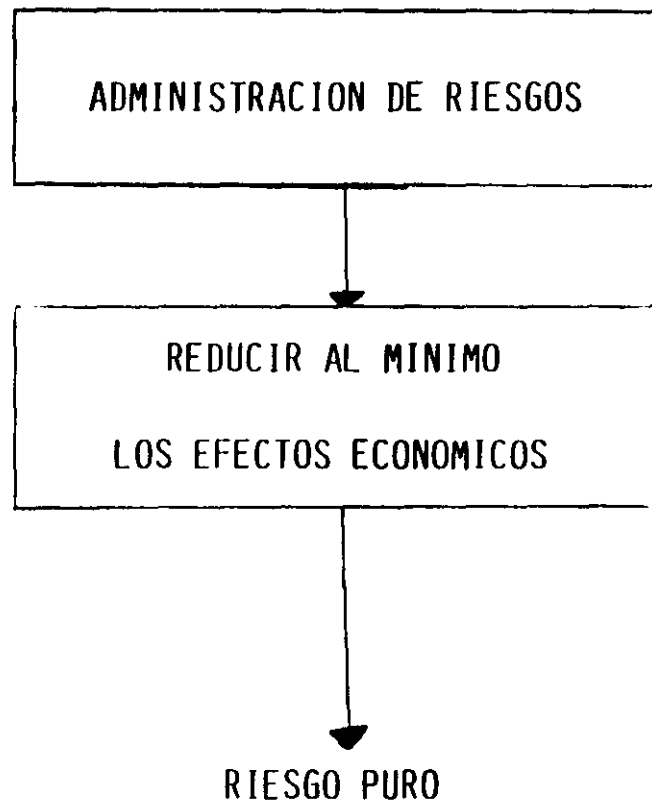 ADMINISTRACION DE RIESGOS
REDUCIR AL MINIMO
LOS EFECTOS ECONOMICOS
RIESGO PURO